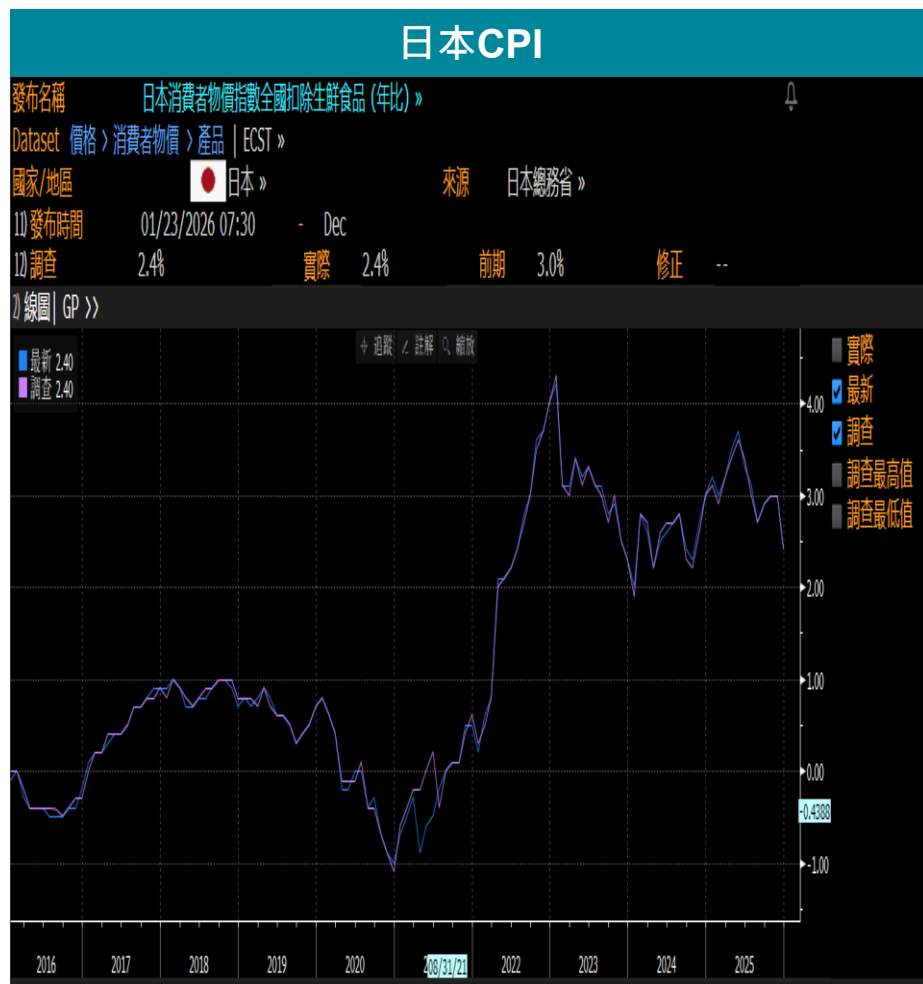 日本CPI
發布名稱 日本消費者物價指數全國扣除生鮮食品 (年比) »
Dataset 價格 > 消費者物價 > 產品 | ECST »
國家/地區 日本 » 來源 日本總務省 »
11) 發布時間 01/23/2026 07:30 - Dec
12) 調查 2.4% 實際 2.4% 前期 3.0% 修正 --
2) 線圖 | GP >>
追蹤 註解 縮放
最新 2.40
調查 2.40
實際
最新
調查
調查最高值
調查最低值
4.00
3.00
2.00
1.00
0.00
-0.4388
-1.00
2016 2017 2018 2019 2020 2 08/31/21 2022 2023 2024 2025